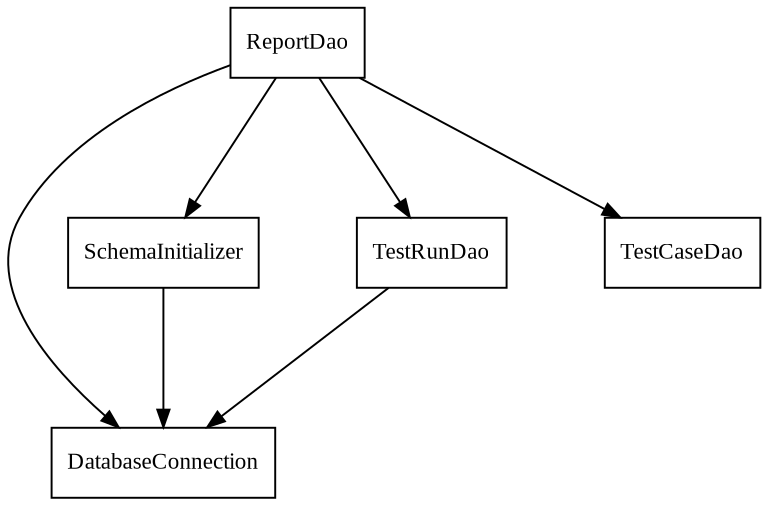 ReportDao
SchemaInitializer
TestRunDao
TestCaseDao
DatabaseConnection